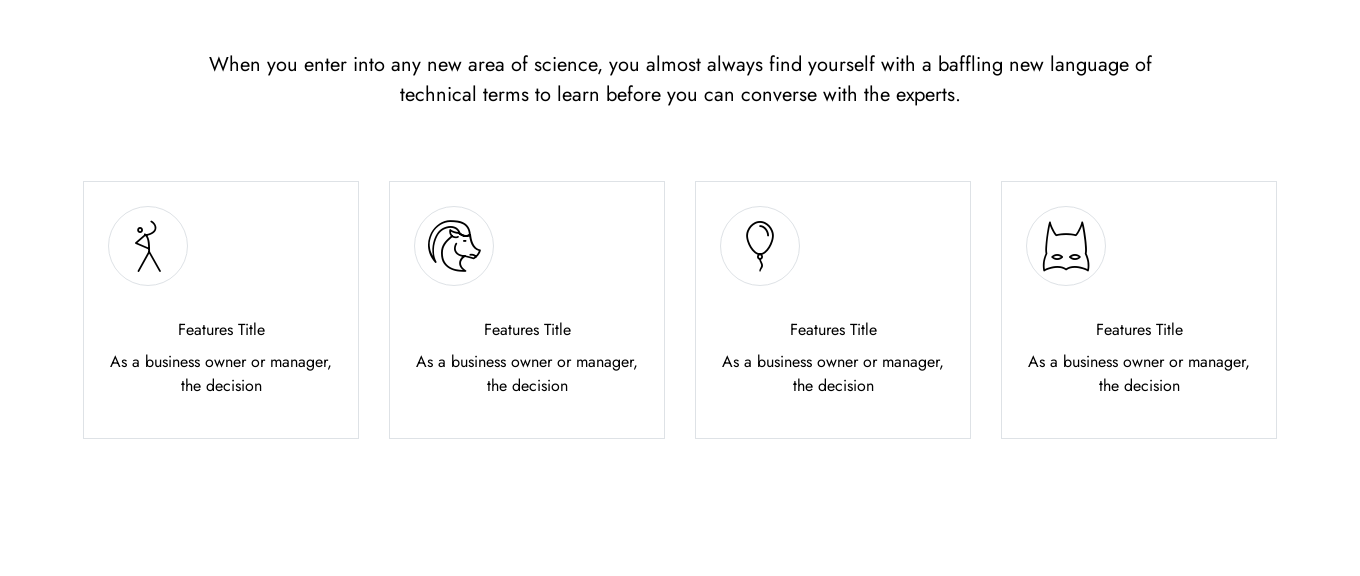 When you enter into any new area of science, you almost always find yourself with a baffling new language of
technical terms to learn before you can converse with the experts.
Features Title
As a business owner or manager,
the decision
Features Title
As a business owner or manager,
the decision
Features Title
As a business owner or manager,
the decision
Features Title
As a business owner or manager,
the decision